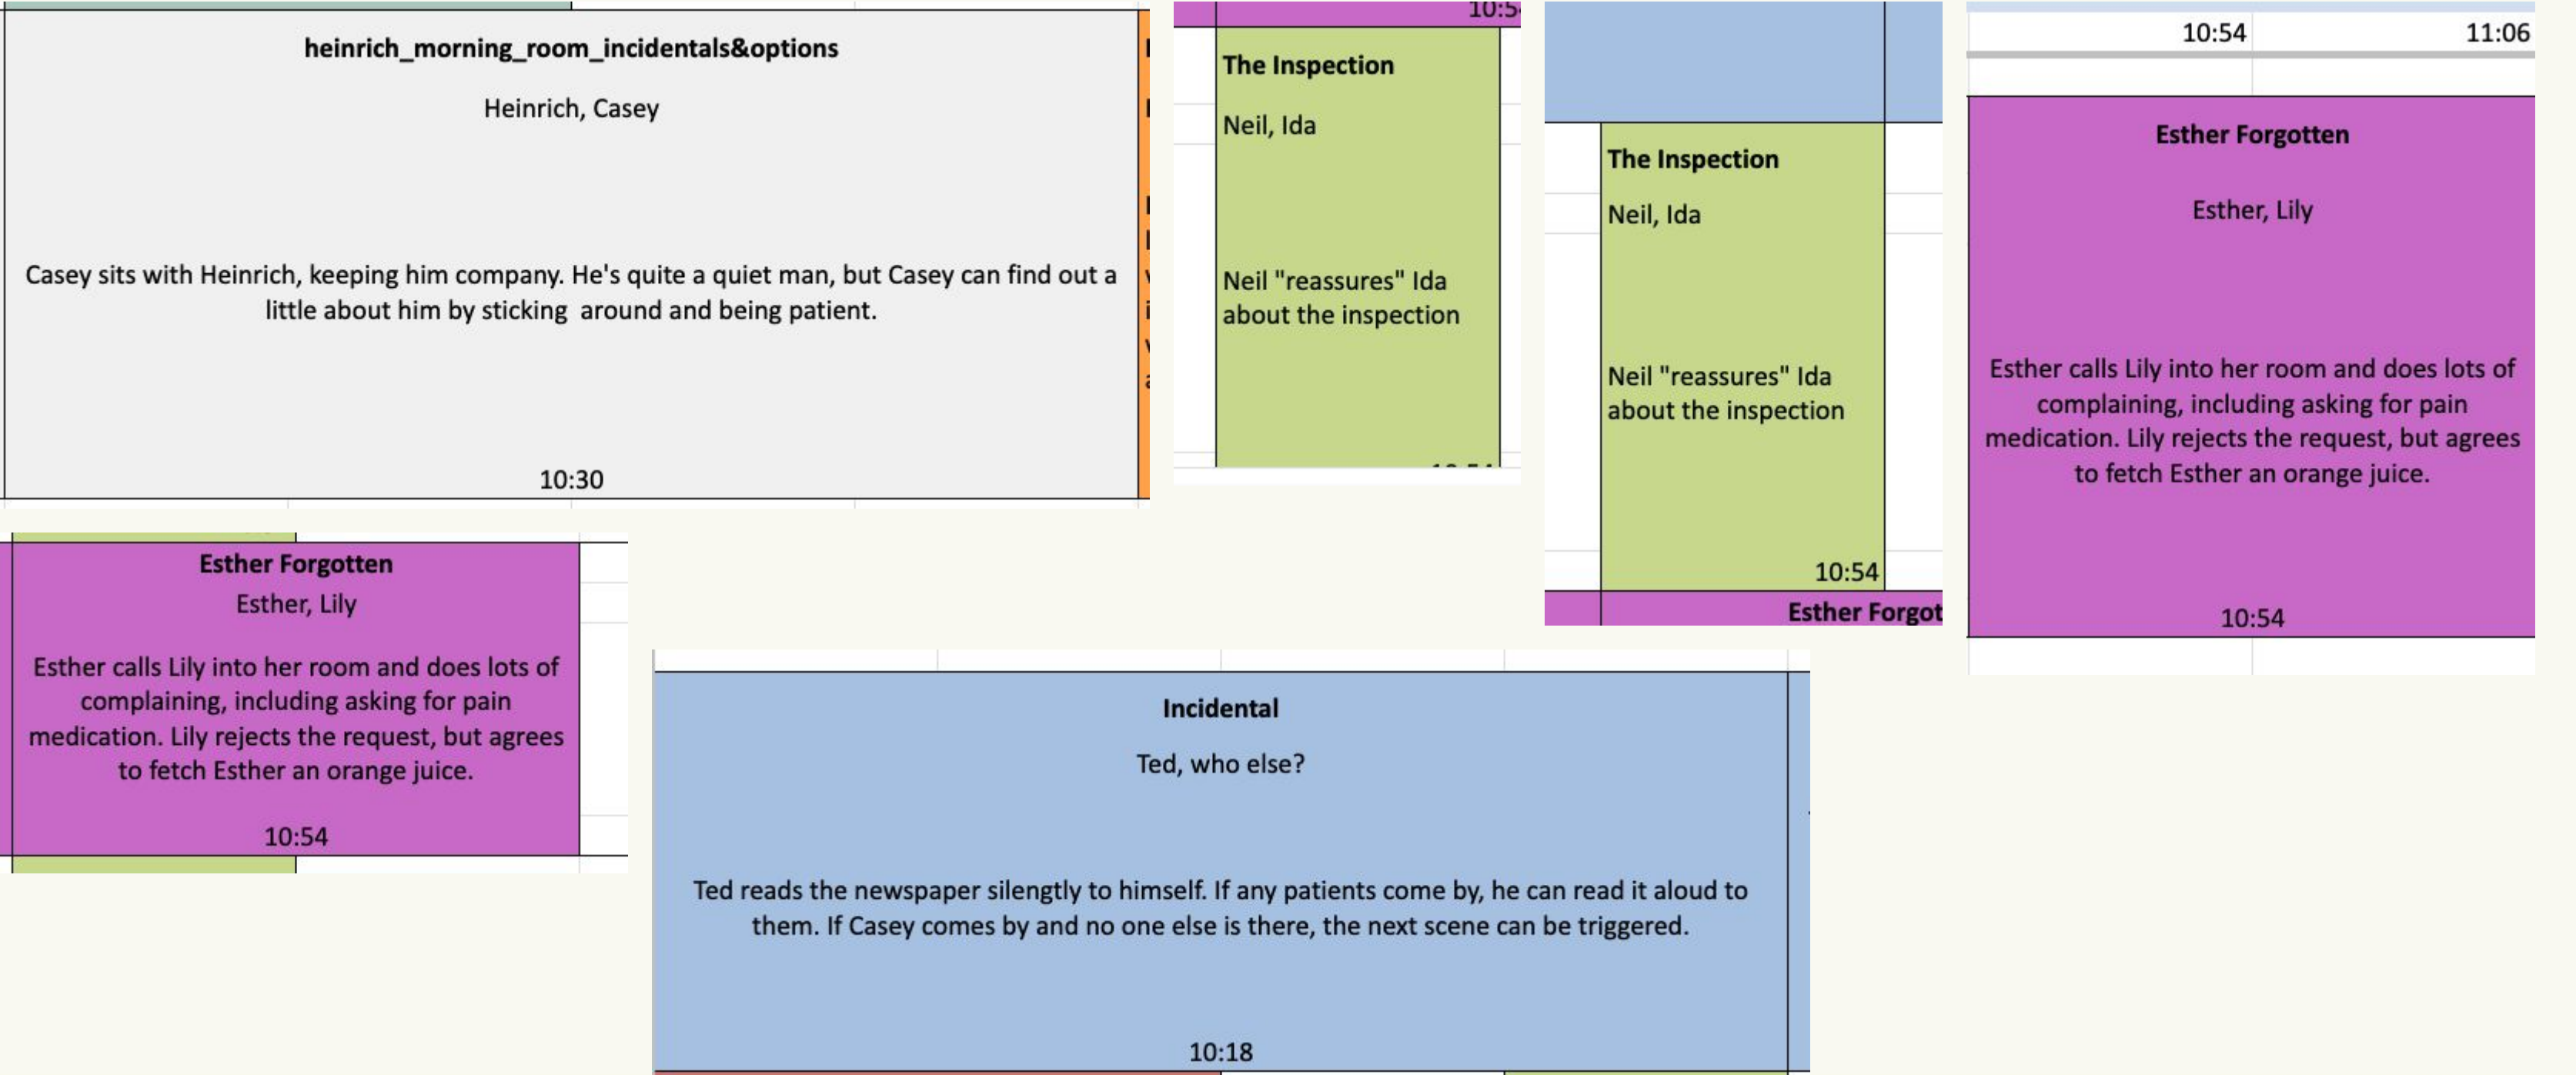 heinrich_morning_room_incidentals&options
Heinrich, Casey
Casey sits with Heinrich, keeping him company. He's quite a quiet man, but Casey can find out a
little about him by sticking around and being patient.
10:30
The Inspection
Neil, Ida
Neil "reassures" Ida
about the inspection
The Inspection
Neil, Ida
Neil "reassures" Ida
about the inspection
10:54
Esther Forgot
10:54 11:06
Esther Forgotten
Esther, Lily
Esther calls Lily into her room and does lots of
complaining, including asking for pain
medication. Lily rejects the request, but agrees
to fetch Esther an orange juice.
10:54
Esther Forgotten
Esther, Lily
Esther calls Lily into her room and does lots of
complaining, including asking for pain
medication. Lily rejects the request, but agrees
to fetch Esther an orange juice.
10:54
Incidental
Ted, who else?
Ted reads the newspaper silengtly to himself. If any patients come by, he can read it aloud to
them. If Casey comes by and no one else is there, the next scene can be triggered.
10:18